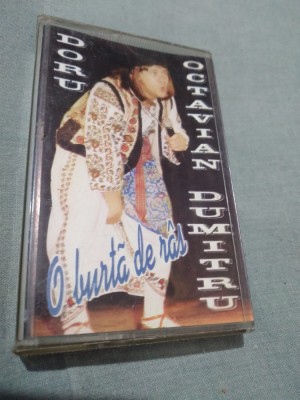 DORU
OCTAVIAN DUMITRU
O burtă de râs